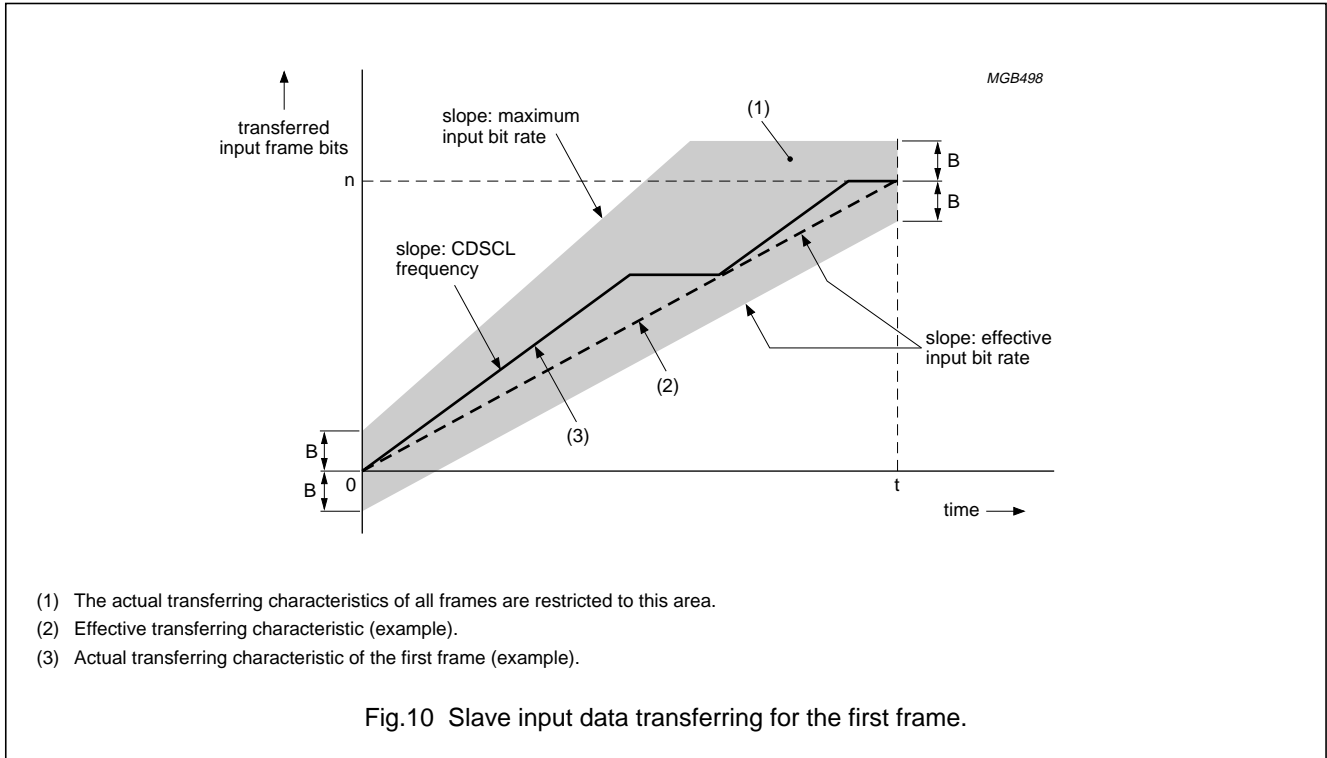 MGB498
transferred
input frame bits
slope: maximum
input bit rate
(1)
B
n
B
slope: CDSCL
frequency
slope: effective
input bit rate
(2)
(3)
B
0
B
t
time
(1) The actual transferring characteristics of all frames are restricted to this area.
(2) Effective transferring characteristic (example).
(3) Actual transferring characteristic of the first frame (example).
Fig.10 Slave input data transferring for the first frame.